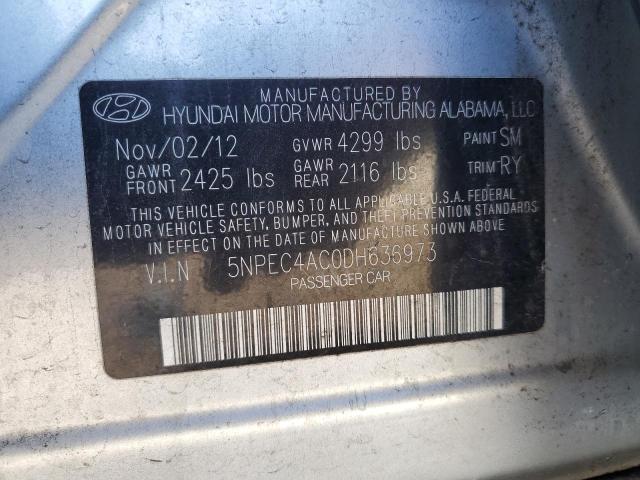 MANUFACTURED BY
HYUNDAI MOTOR MANUFACTURING ALABAMA, LLC
Nov/02/12 GVWR 4299 lbs PAINT SM
GAWR FRONT 2425 lbs GAWR REAR 2116 lbs TRIM RY
THIS VEHICLE CONFORMS TO ALL APPLICABLE U.S.A. FEDERAL
MOTOR VEHICLE SAFETY, BUMPER, AND THEFT PREVENTION STANDARDS
IN EFFECT ON THE DATE OF MANUFACTURE SHOWN ABOVE.
V.I.N 5NPEC4AC0DH636973
PASSENGER CAR